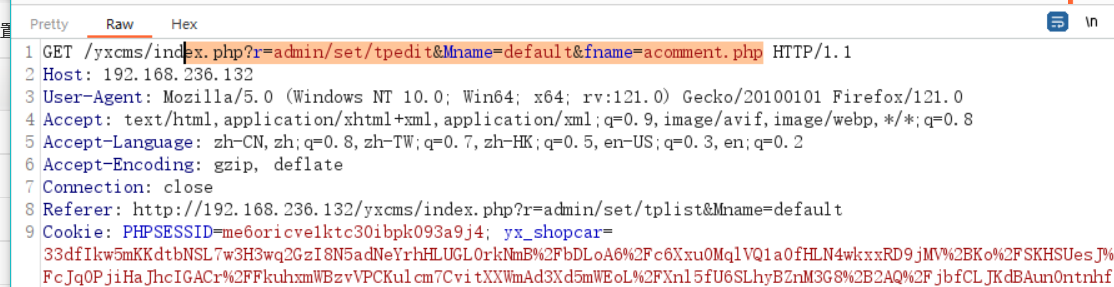 置
Pretty Raw Hex \n
1 GET /yxcms/index.php?r=admin/set/tpedit&Mname=default&fname=acomment.php HTTP/1.1
2 Host: 192.168.236.132
3 User-Agent: Mozilla/5.0 (Windows NT 10.0; Win64; x64; rv:121.0) Gecko/20100101 Firefox/121.0
4 Accept: text/html,application/xhtml+xml,application/xml;q=0.9,image/avif,image/webp,*/*;q=0.8
5 Accept-Language: zh-CN,zh;q=0.8,zh-TW;q=0.7,zh-HK;q=0.5,en-US;q=0.3,en;q=0.2
6 Accept-Encoding: gzip, deflate
7 Connection: close
8 Referer: http://192.168.236.132/yxcms/index.php?r=admin/set/tplist&Mname=default
9 Cookie: PHPSESSID=me6oricve1ktc30ibpk093a9j4; yx_shopcar=
33dfIkw5mKKdtbNSL7w3H3wq2GzI8N5adNeYrhHLUGL0rkNmB%2FbDLoA6%2Fc6Xxu0MqlVQ1a0fHLN4wkxxRD9jMV%2BKo%2FSKHSUesJ%
FcJqOPjiHaJhcIGACr%2FFkuhxmWBzvVPCKulcm7CvitXXWmAd3Xd5mWEoL%2FXnl5fU6SLhyBZnM3G8%2B2AQ%2FjbfCLJKdBAun0ntnhf